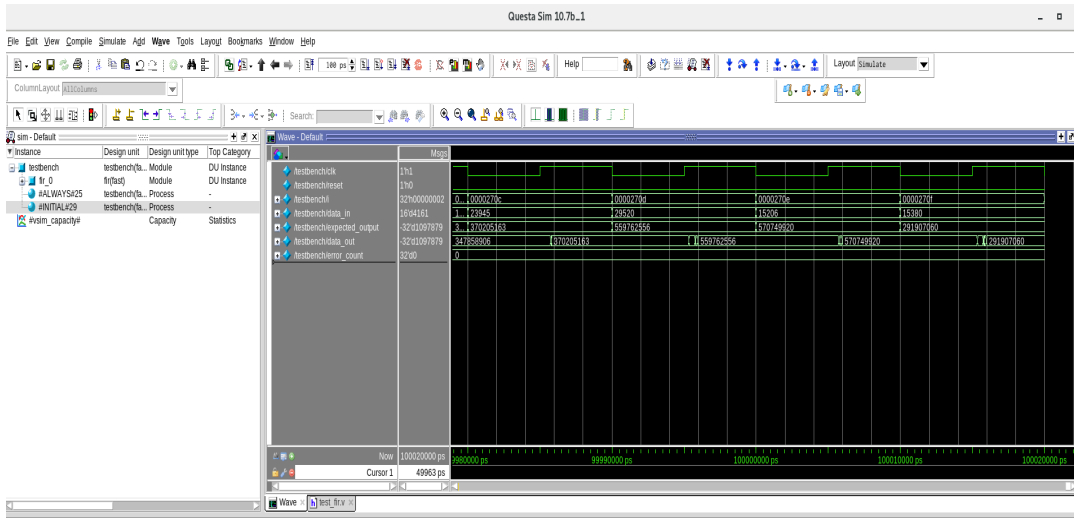 Questa Sim 10.7b_1
File Edit View Compile Simulate Add Wave Tools Layout Bookmarks Window Help
100 ps Help Layout Simulate
ColumnLayout AllColumns
Search:
sim - Default
Instance Design unit Design unit type Top Category
testbench testbench(fa... Module DU Instance
fir_0 fir(fast) Module DU Instance
#ALWAYS#25 testbench(fa... Process -
#INITIAL#29 testbench(fa... Process -
#vsim_capacity# Capacity Statistics
Wave - Default
Msgs
/testbench/clk 1'h1
/testbench/reset 1'h0
/testbench/i 32'h00000002 0... 0000270c 0000270d 0000270e 0000270f
/testbench/data_in 16'd4161 1... 23945 29520 15206 15380
/testbench/expected_output -32'd1097879 3... 370205163 559762556 570749920 291907060
/testbench/data_out -32'd1097879 347858906 370205163 559762556 570749920 291907060
/testbench/error_count 32'd0 0
Now 100020000 ps 9980000 ps 99990000 ps 100000000 ps 100010000 ps 100020000 ps
Cursor 1 49963 ps
Wave test_fir.v